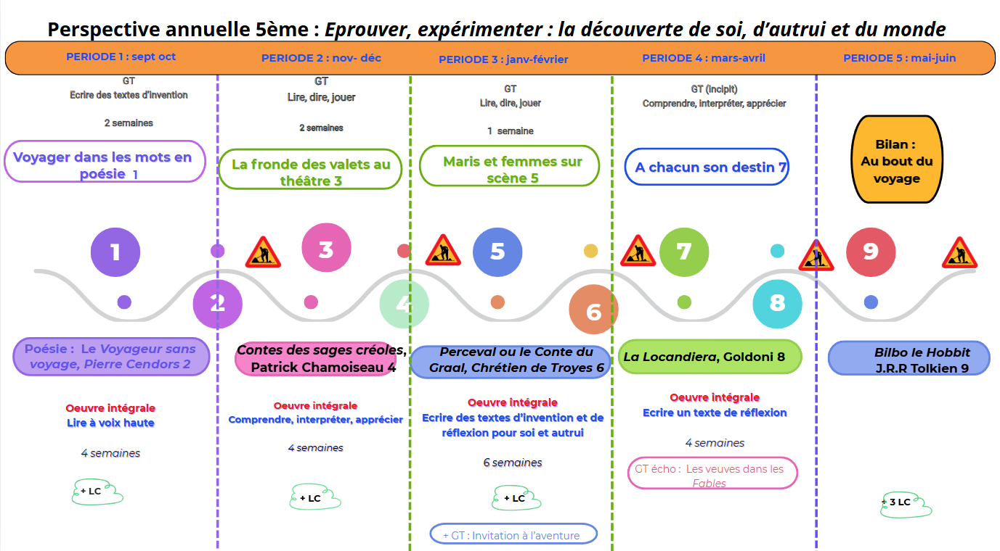 Perspective annuelle 5ème : Eprouver, expérimenter : la découverte de soi, d'autrui et du monde
PERIODE 1 : sept oct
PERIODE 2 : nov- déc
PERIODE 3 : janv-février
PERIODE 4 : mars-avril
PERIODE 5 : mai-juin
GT
Ecrire des textes d'invention
2 semaines
GT
Lire, dire, jouer
2 semaines
GT
Lire, dire, jouer
1 semaine
GT (incipit)
Comprendre, interpréter, apprécier
Voyager dans les mots en
poésie 1
La fronde des valets au
théâtre 3
Maris et femmes sur
scène 5
A chacun son destin 7
Bilan :
Au bout du
voyage
1
2
3
4
5
6
7
8
9
Poésie : Le Voyageur sans
voyage, Pierre Cendors 2
Contes des sages créoles,
Patrick Chamoiseau 4
Perceval ou le Conte du
Graal, Chrétien de Troyes 6
La Locandiera, Goldoni 8
Bilbo le Hobbit
J.R.R Tolkien 9
Oeuvre intégrale
Lire à voix haute
4 semaines
+ LC
Oeuvre intégrale
Comprendre, interpréter, apprécier
4 semaines
+ LC
Oeuvre intégrale
Ecrire des textes d'invention et de
réflexion pour soi et autrui
6 semaines
+ LC
+ GT : Invitation à l'aventure
Oeuvre intégrale
Ecrire un texte de réflexion
4 semaines
GT écho : Les veuves dans les
Fables
+ 3 LC